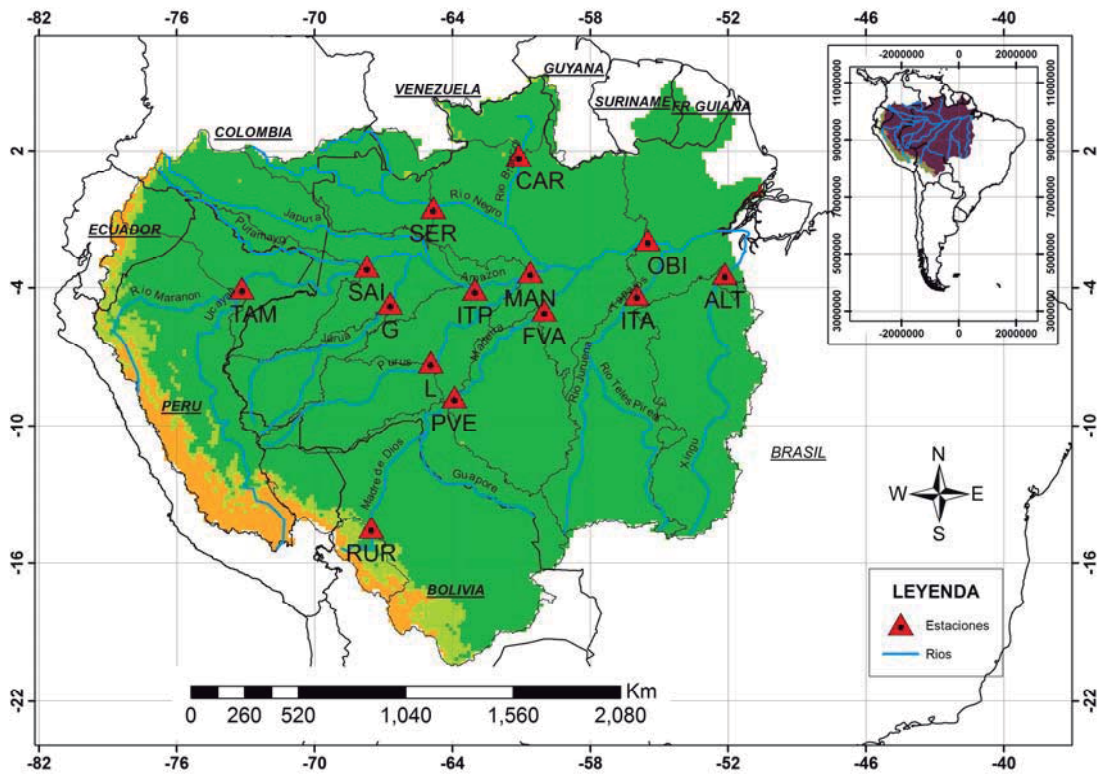 -82 -76 -70 -64 -58 -52 -46 -40
-2000000 0 2000000
11000000
9000000
7000000
5000000
3000000
-2000000 0 2000000
11000000
9000000
7000000
5000000
3000000
GUYANA
VENEZUELA
SURINAME
FR GUIANA
COLOMBIA
2
2
CAR
Rio Negro
Japura
SER
Puramayo
ECUADOR
OBI
Amazon
-4
-4
Rio Maranon
Ucayali
TAM
SAI
G
ITP
MAN
FVA
Tapajos
ITA
ALT
Jurua
Madeira
Purus
L
PVE
Rio Juruena
Rio Teles Pires
PERU
-10
-10
Xingu
BRASIL
Madre de Dios
Guapore
N
W
E
S
RUR
-16
-16
BOLIVIA
LEYENDA
Estaciones
Rios
Km
0 260 520 1,040 1,560 2,080
-22
-22
-82 -76 -70 -64 -58 -52 -46 -40